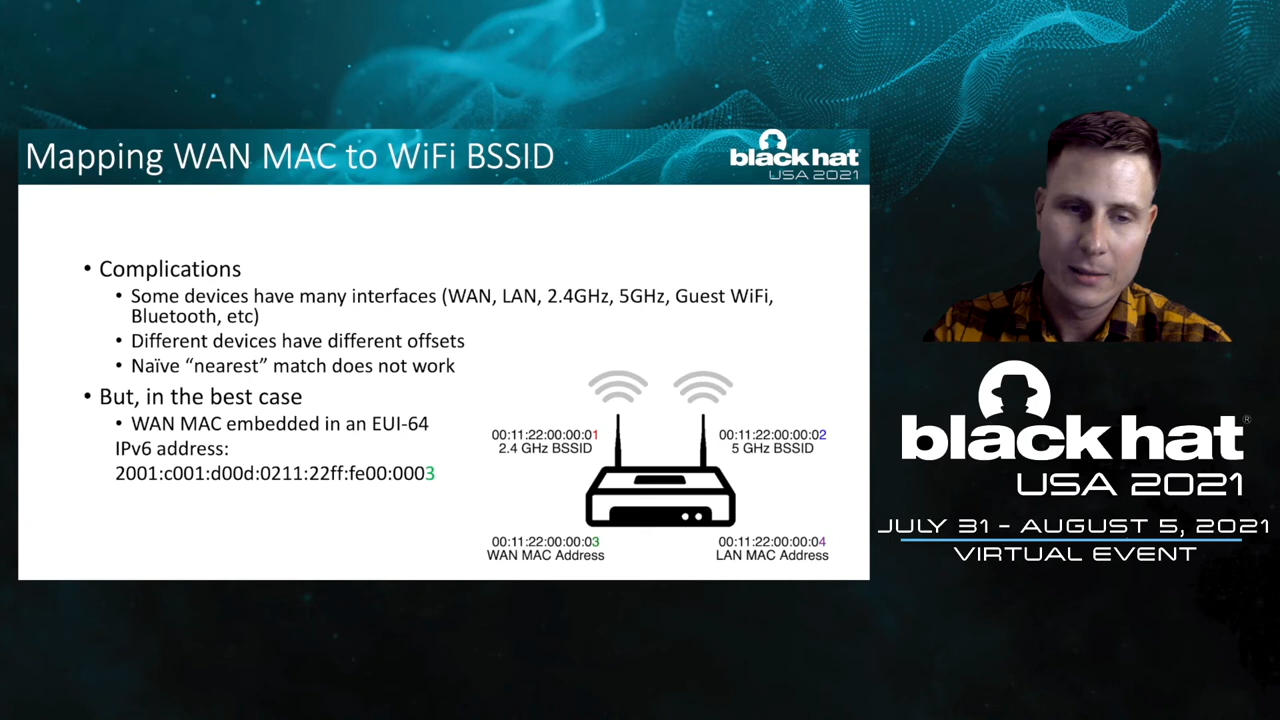 Mapping WAN MAC to WiFi BSSID
black hat
USA 2021
• Complications
• Some devices have many interfaces (WAN, LAN, 2.4GHz, 5GHz, Guest WiFi,
Bluetooth, etc)
• Different devices have different offsets
• Naïve “nearest” match does not work
• But, in the best case
• WAN MAC embedded in an EUI-64
IPv6 address:
2001:c001:d00d:0211:22ff:fe00:0003
00:11:22:00:00:01
2.4 GHz BSSID
00:11:22:00:00:02
5 GHz BSSID
00:11:22:00:00:03
WAN MAC Address
00:11:22:00:00:04
LAN MAC Address
black hat®
USA 2021
JULY 31 - AUGUST 5, 2021
VIRTUAL EVENT